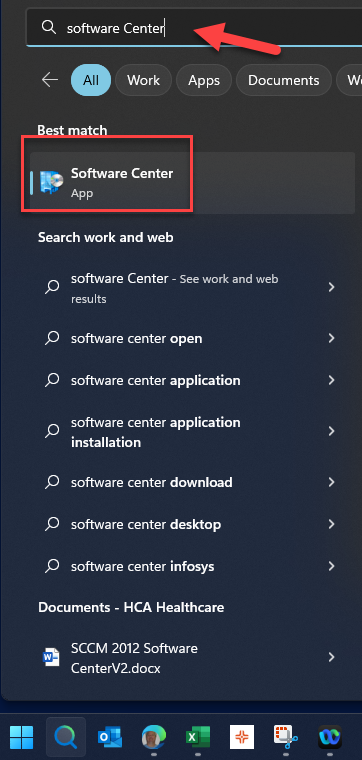 software Center
All Work Apps Documents We
Best match
Software Center
App
Search work and web
software Center - See work and web
results
software center open
software center application
software center application
installation
software center download
software center desktop
software center infosys
Documents - HCA Healthcare
SCCM 2012 Software
CenterV2.docx